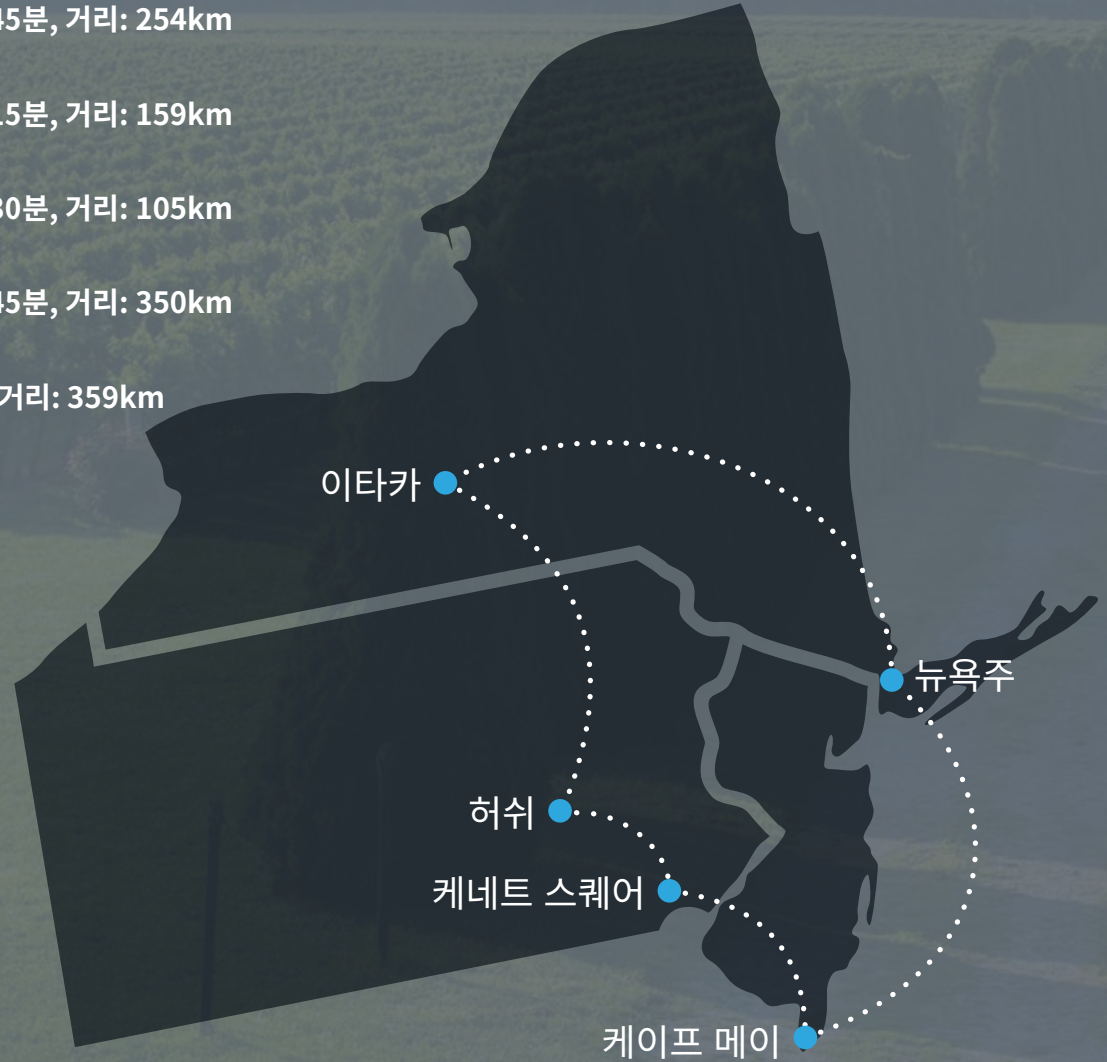 45분, 거리: 254km
15분, 거리: 159km
30분, 거리: 105km
45분, 거리: 350km
거리: 359km
이타카
뉴욕주
허쉬
케네트 스퀘어
케이프 메이